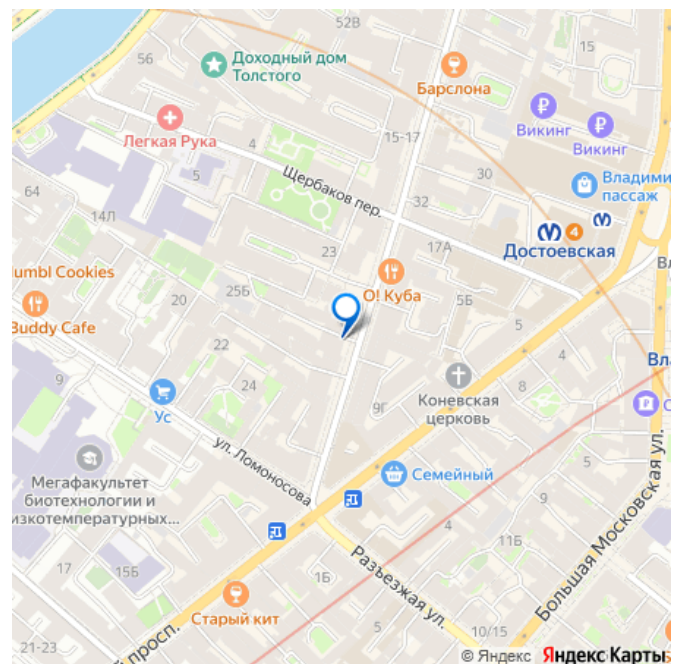 52В
15
Доходный дом
Толстого
56
Барслона
Викинг
Викинг
Легкая Рука
4
15-17
5
30
Щербаков пер.
32
Владими
пассаж
64
14Л
23
17А
4
Достоевская
Вл
umbl Cookies
О! Куба
25Б
20
5Б
5
Buddy Cafe
22
4
Вл
9
24
8
Коневская
церковь
Ус
9Г
ул. Ломоносова
Семейный
Мегафакультет
биотехнологии и
изкотемпературных...
9
4
11Б
Большая Московская ул.
17
15Б
1Б
Разъезжая ул.
Старый кит
21-23
й просп.
10/15
© Яндекс Яндекс Карты